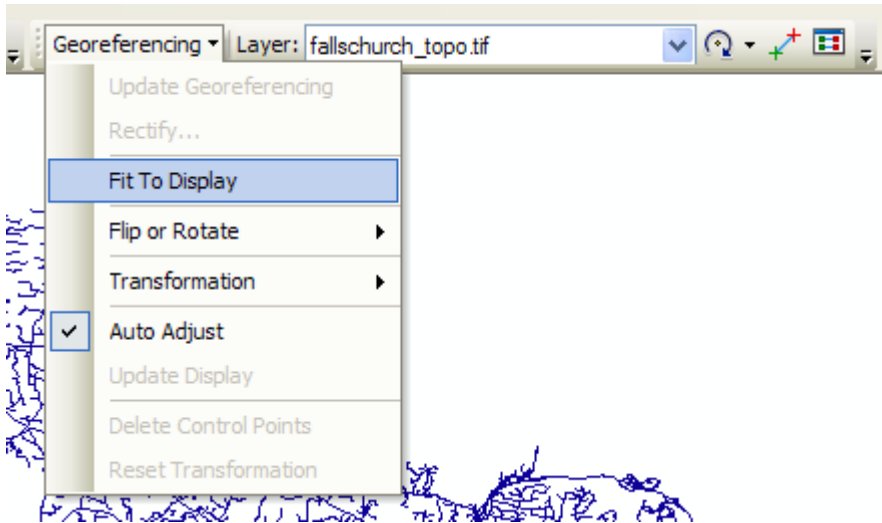 Georeferencing Layer: fallschurch_topo.tif
Update Georeferencing
Rectify...
Fit To Display
Flip or Rotate
Transformation
Auto Adjust
Update Display
Delete Control Points
Reset Transformation